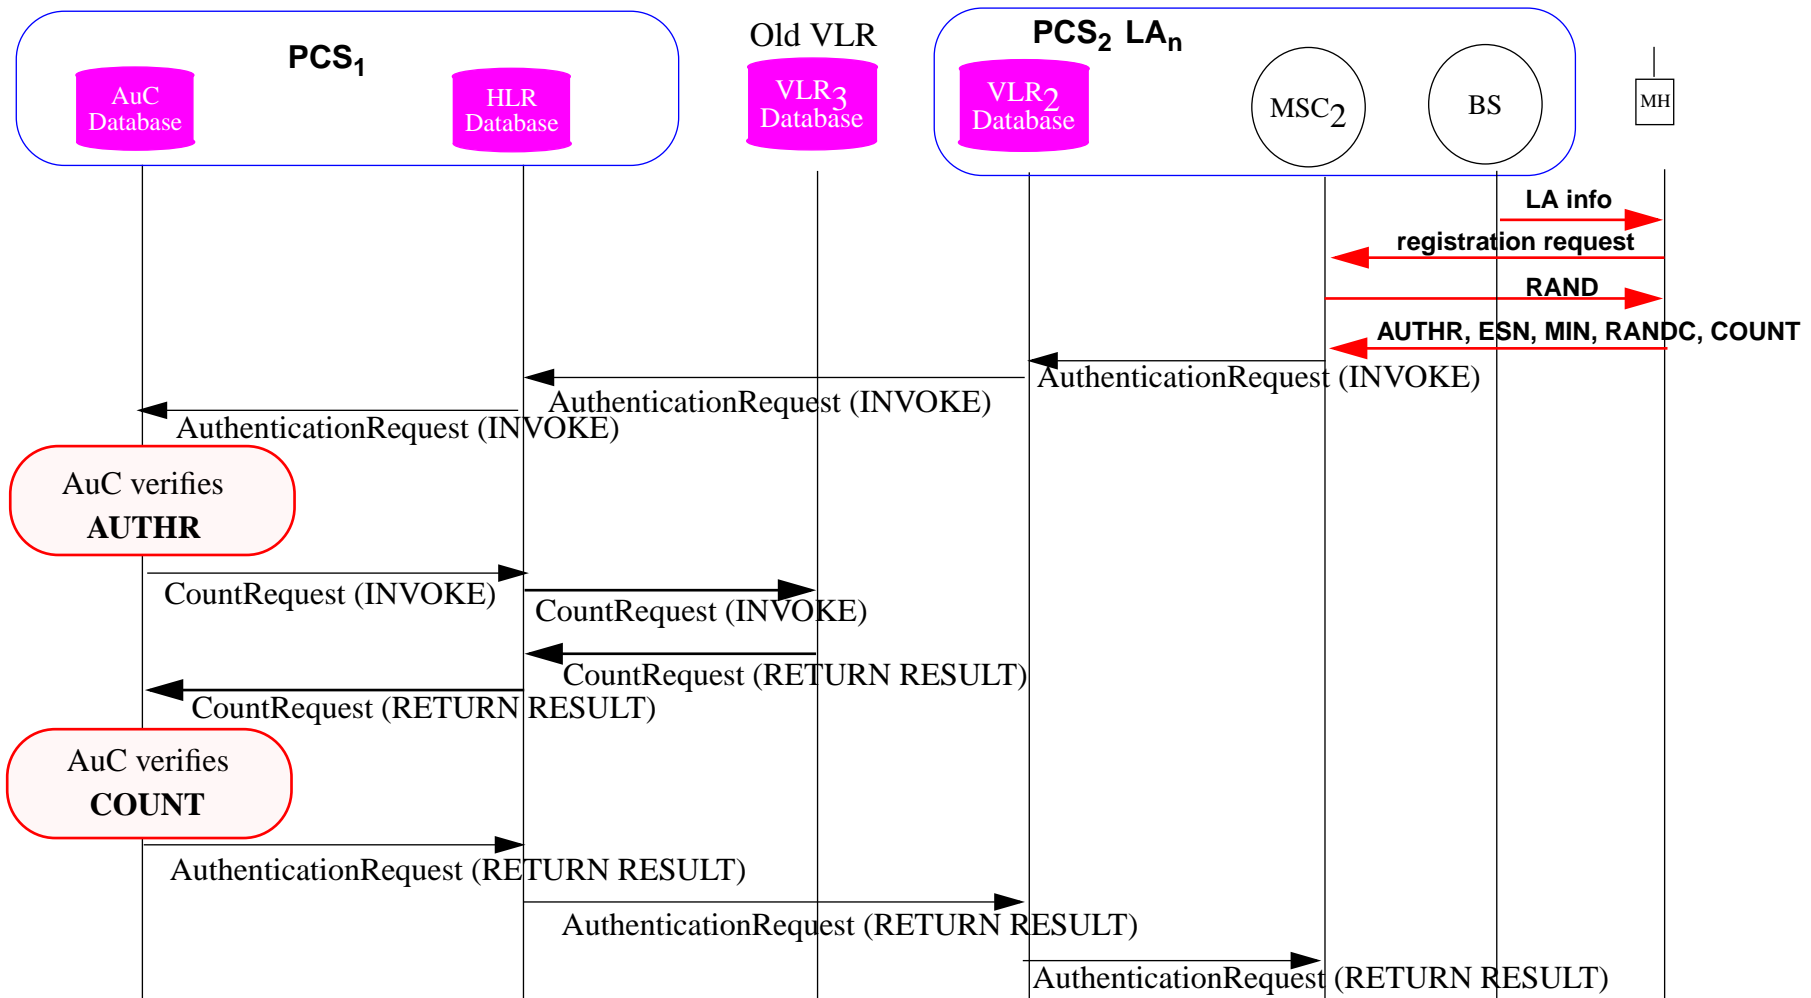 PCS1
Old VLR
PCS2 LAn
AuC
Database
HLR
Database
VLR3
Database
VLR2
Database
MSC2
BS
MH
LA info
registration request
RAND
AUTHR, ESN, MIN, RANDC, COUNT
AuthenticationRequest (INVOKE)
AuthenticationRequest (INVOKE)
AuthenticationRequest (INVOKE)
AuC verifies
AUTHR
CountRequest (INVOKE)
CountRequest (INVOKE)
CountRequest (RETURN RESULT)
CountRequest (RETURN RESULT)
AuC verifies
COUNT
AuthenticationRequest (RETURN RESULT)
AuthenticationRequest (RETURN RESULT)
AuthenticationRequest (RETURN RESULT)